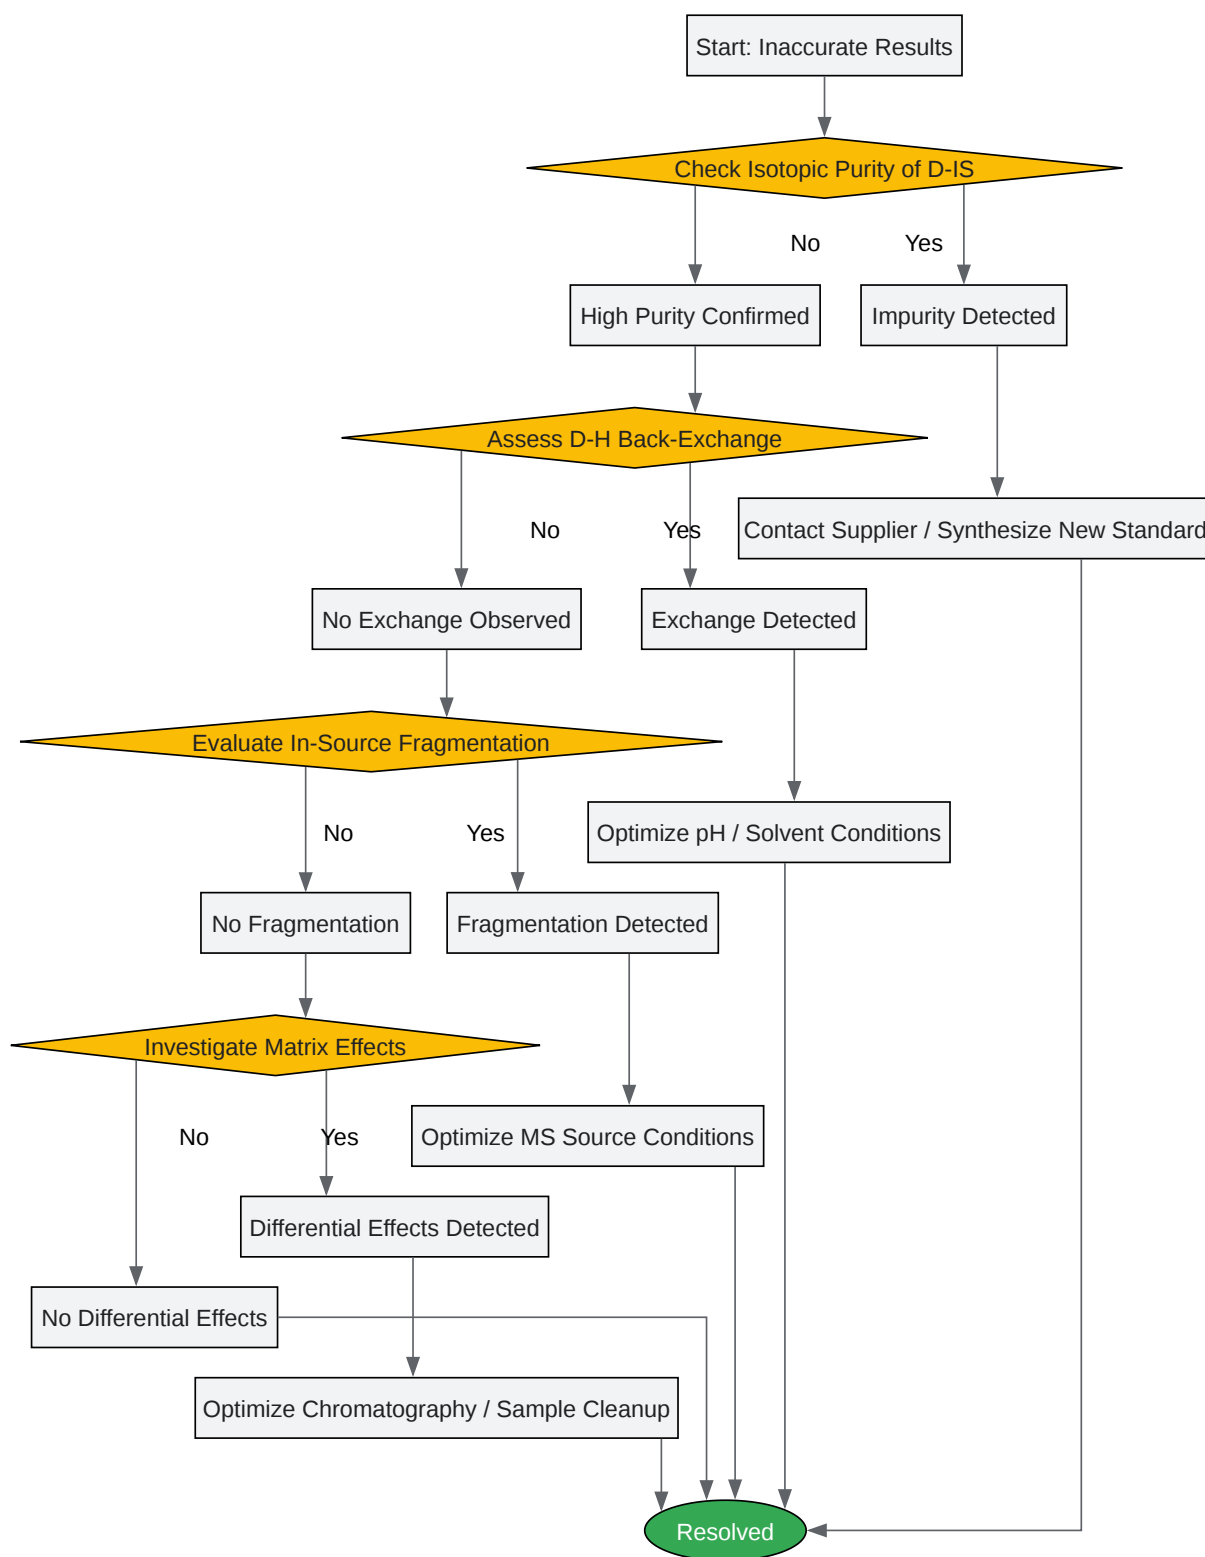 Start: Inaccurate Results
Check Isotopic Purity of D-IS
No
Yes
High Purity Confirmed
Impurity Detected
Assess D-H Back-Exchange
No
Yes
Contact Supplier / Synthesize New Standard
No Exchange Observed
Exchange Detected
Evaluate In-Source Fragmentation
No
Yes
Optimize pH / Solvent Conditions
No Fragmentation
Fragmentation Detected
Investigate Matrix Effects
No
Yes
Optimize MS Source Conditions
Differential Effects Detected
No Differential Effects
Optimize Chromatography / Sample Cleanup
Resolved